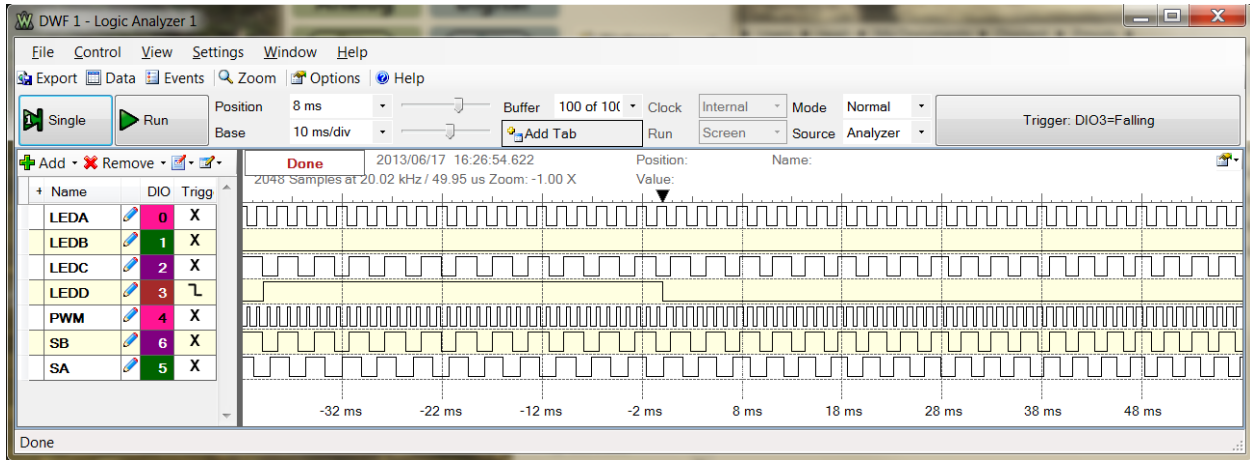 DWF 1 - Logic Analyzer 1
File Control View Settings Window Help
Export Data Events Zoom Options Help
Single Run Position 8 ms Buffer 100 of 100 Clock Internal Mode Normal Trigger: DIO3=Falling
Base 10 ms/div Add Tab Run Screen Source Analyzer
Add Remove Done 2013/06/17 16:26:54.622 Position: Name:
2048 Samples at 20.02 kHz / 49.95 us Zoom: -1.00 X Value:
+ Name DIO Trigg
LEDA 0 X
LEDB 1 X
LEDC 2 X
LEDD 3
PWM 4 X
SB 6 X
SA 5 X
-32 ms -22 ms -12 ms -2 ms 8 ms 18 ms 28 ms 38 ms 48 ms
Done